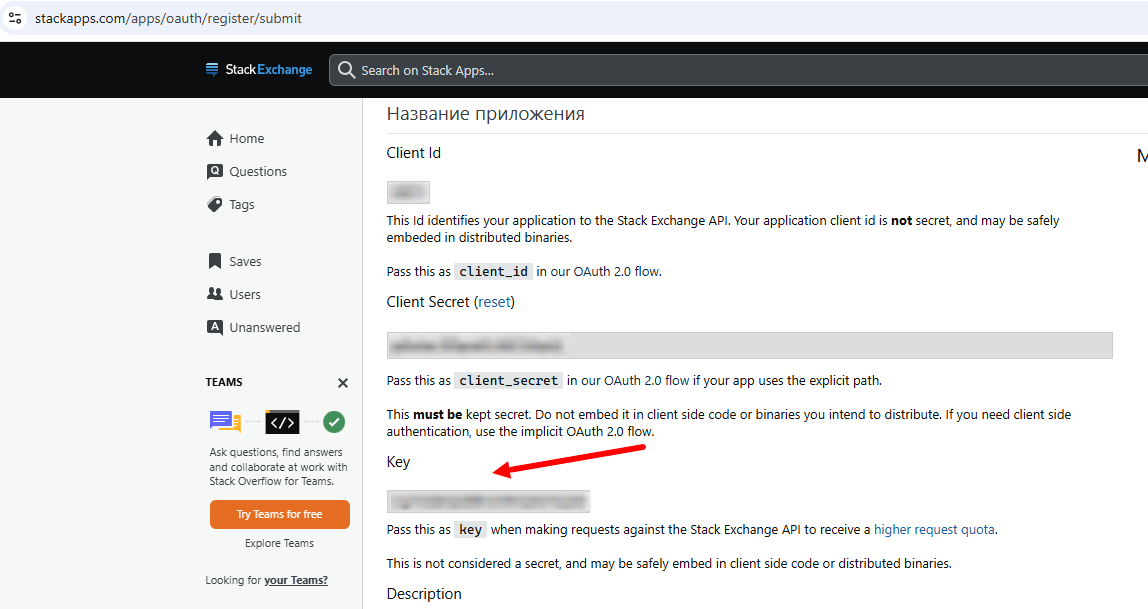 stackapps.com/apps/oauth/register/submit
StackExchange
Search on Stack Apps...
Home
Questions
Tags
Saves
Users
Unanswered
TEAMS
Ask questions, find answers
and collaborate at work with
Stack Overflow for Teams.
Try Teams for free
Explore Teams
Looking for your Teams?
Название приложения
Client Id
This Id identifies your application to the Stack Exchange API. Your application client id is not secret, and may be safely
embeded in distributed binaries.
Pass this as client_id in our OAuth 2.0 flow.
Client Secret (reset)
Pass this as client_secret in our OAuth 2.0 flow if your app uses the explicit path.
This must be kept secret. Do not embed it in client side code or binaries you intend to distribute. If you need client side
authentication, use the implicit OAuth 2.0 flow.
Key
Pass this as key when making requests against the Stack Exchange API to receive a higher request quota.
This is not considered a secret, and may be safely embed in client side code or distributed binaries.
Description